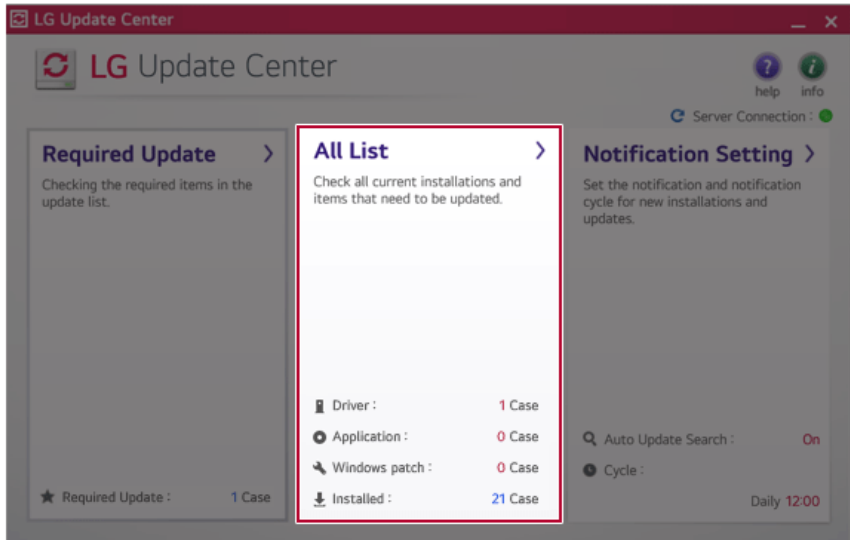 LG Update Center
LG Update Center
help
info
Server Connection :
Required Update
Checking the required items in the
update list.
Required Update : 1 Case
All List
Check all current installations and
items that need to be updated.
Driver : 1 Case
Application : 0 Case
Windows patch : 0 Case
Installed : 21 Case
Notification Setting
Set the notification and notification
cycle for new installations and
updates.
Auto Update Search : On
Cycle :
Daily 12:00